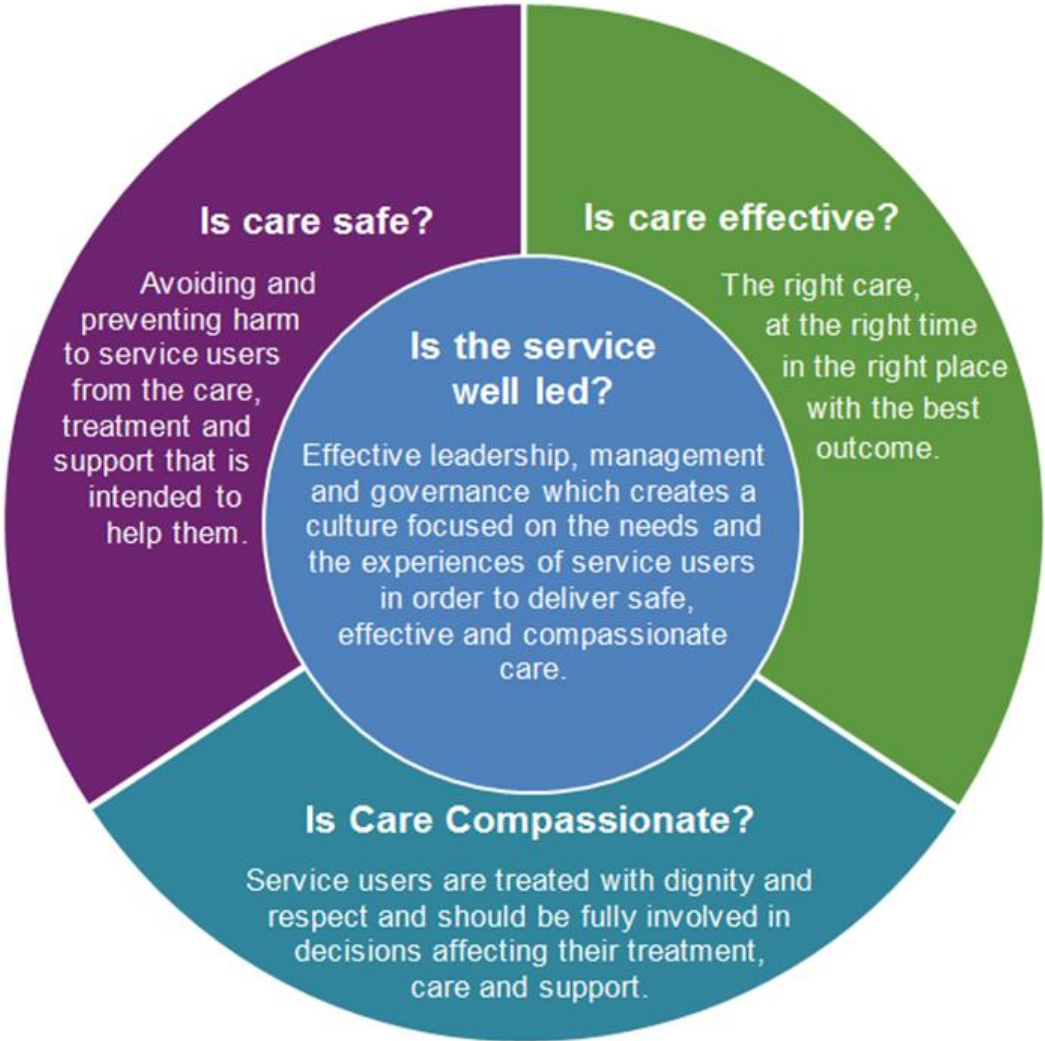 Is care safe?
Avoiding and
preventing harm
to service users
from the care,
treatment and
support that is
intended to
help them.
Is care effective?
The right care,
at the right time
in the right place
with the best
outcome.
Is the service
well led?
Effective leadership, management
and governance which creates a
culture focused on the needs and
the experiences of service users
in order to deliver safe,
effective and compassionate
care.
Is Care Compassionate?
Service users are treated with dignity and
respect and should be fully involved in
decisions affecting their treatment,
care and support.